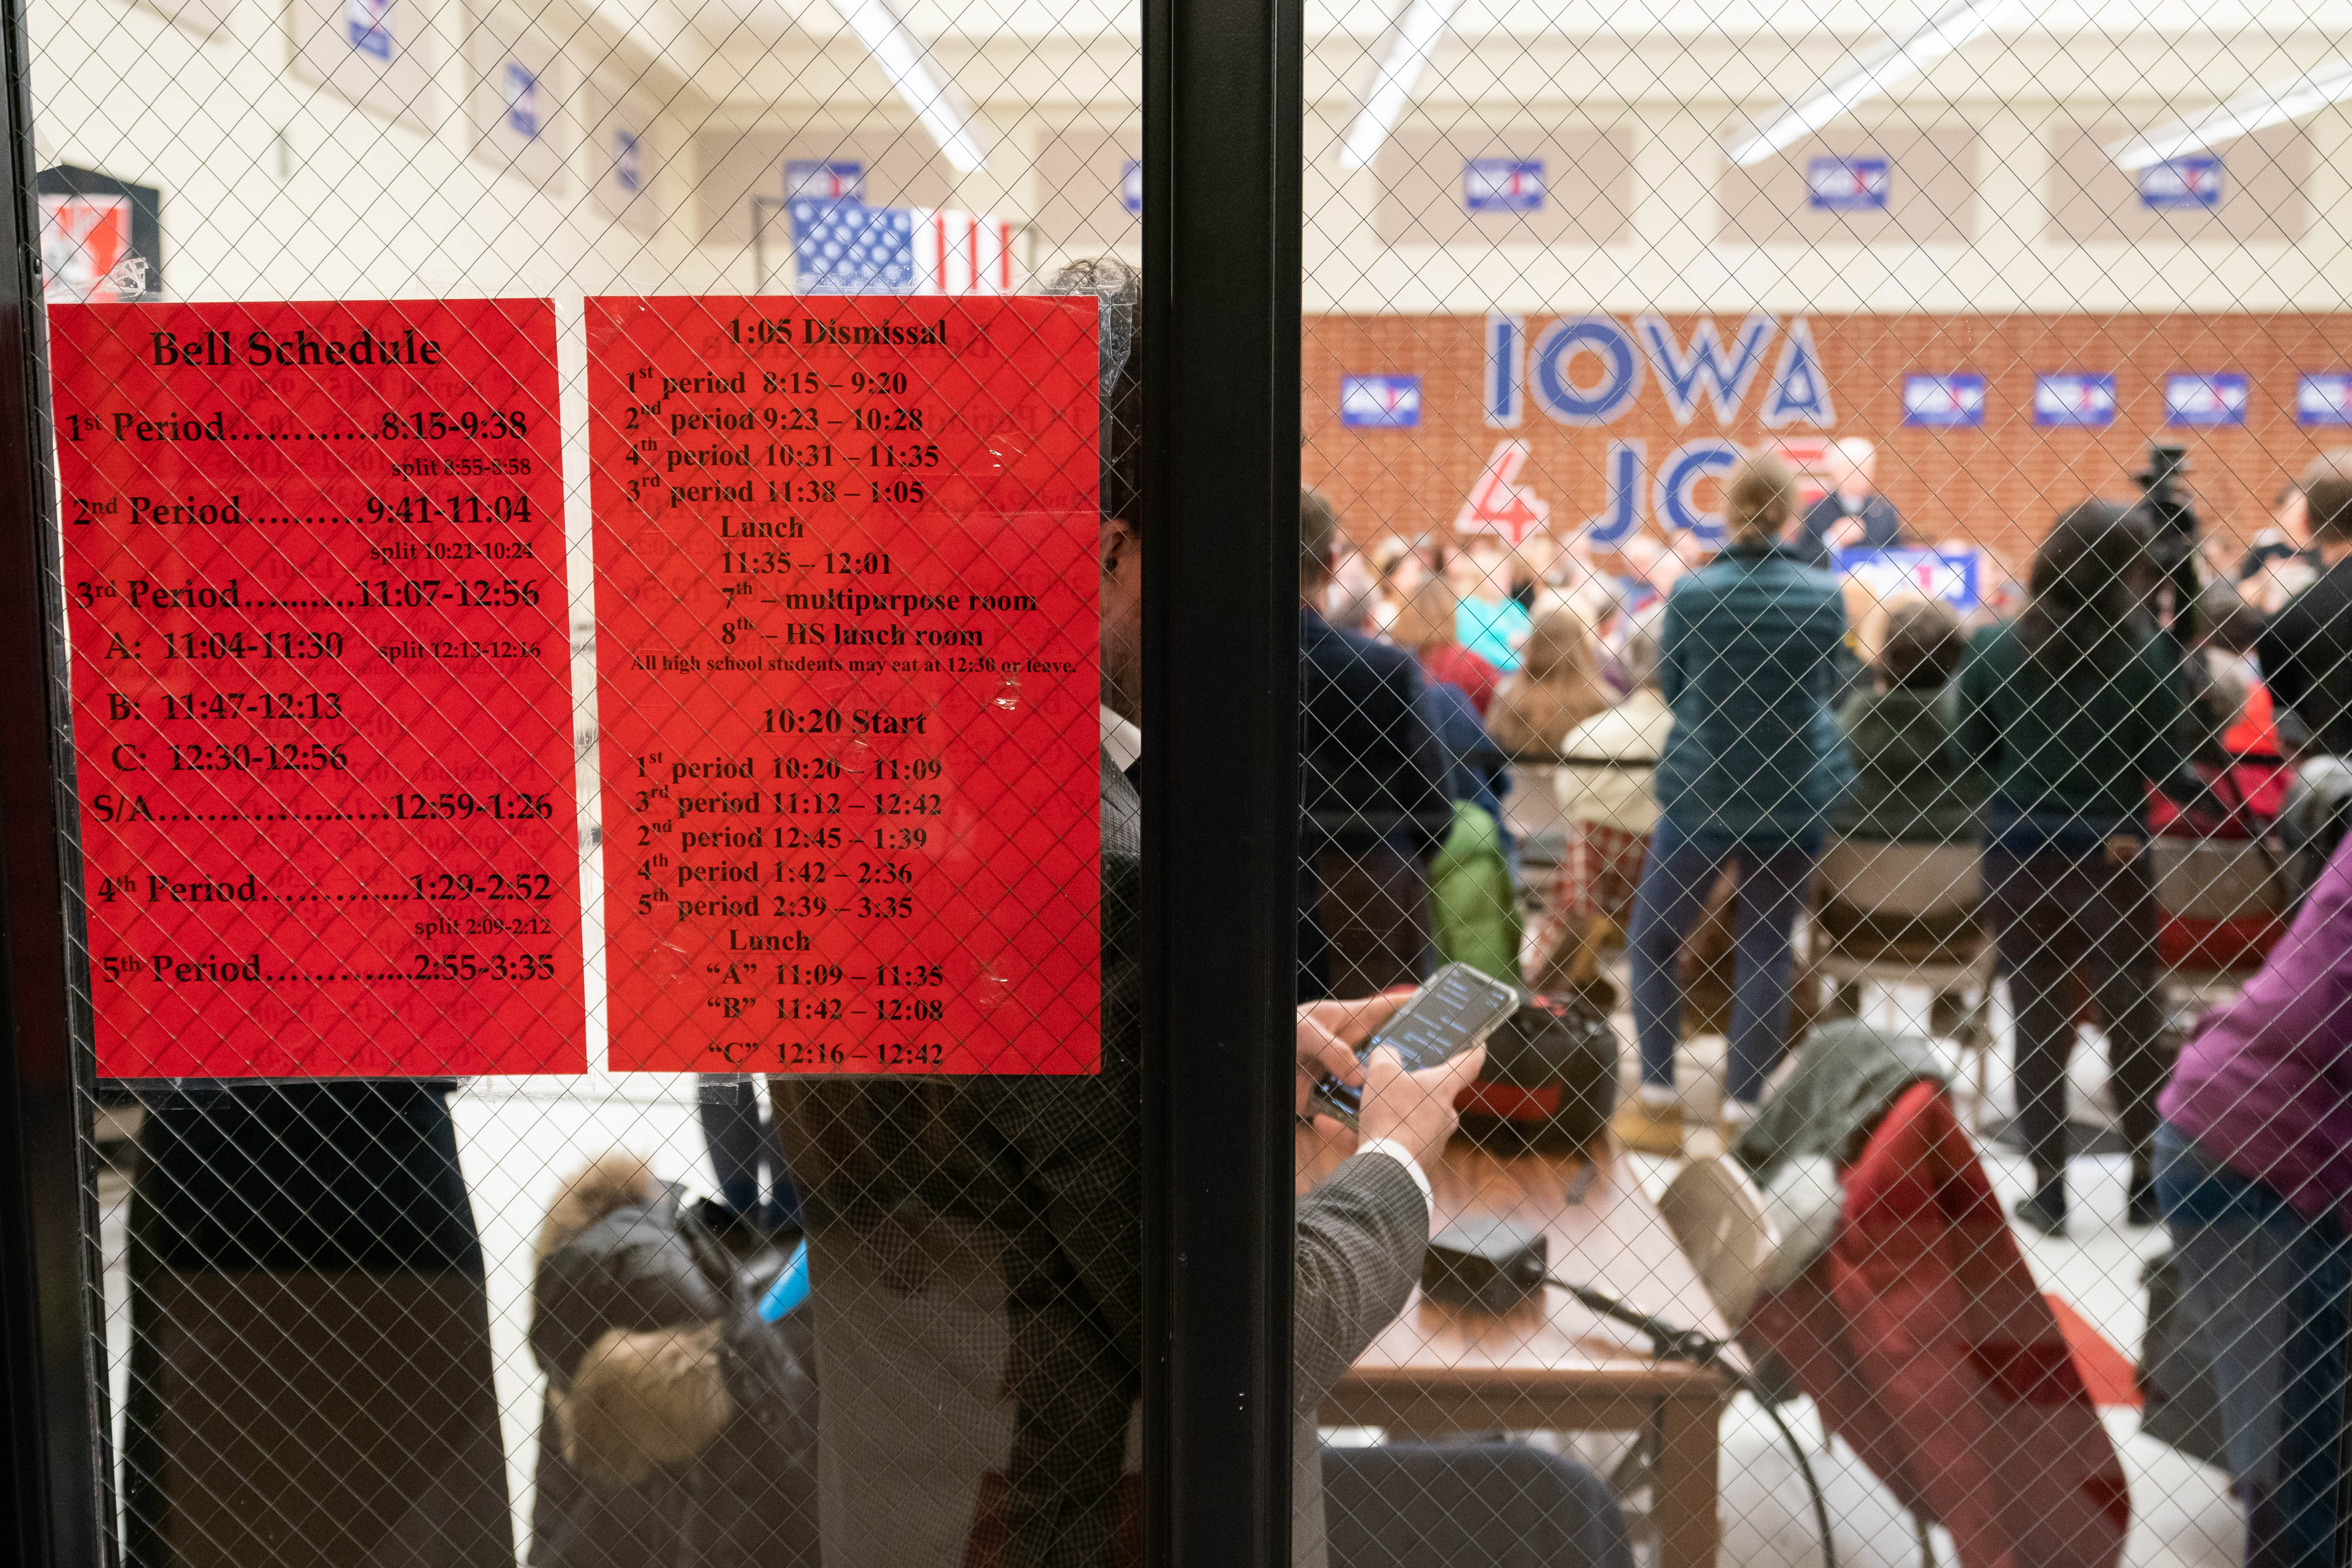 Bell Schedule
1st Period............8:15-9:38
split 8:55-8:58
2nd Period............9:41-11:04
split 10:21-10:24
3rd Period............11:07-12:56
A: 11:04-11:30 split 12:13-12:16
B: 11:47-12:13
C: 12:30-12:56
S/A........................12:59-1:26
4th Period...............1:29-2:52
split 2:09-2:12
5th Period...............2:55-3:35
1:05 Dismissal
1st period 8:15 – 9:20
2nd period 9:23 – 10:28
4th period 10:31 – 11:35
3rd period 11:38 – 1:05
Lunch
11:35 – 12:01
7th – multipurpose room
8th – HS lunch room
All high school students may eat at 12:30 or leave.
10:20 Start
1st period 10:20 – 11:09
3rd period 11:12 – 12:42
2nd period 12:45 – 1:39
4th period 1:42 – 2:36
5th period 2:39 – 3:35
Lunch
“A” 11:09 – 11:35
“B” 11:42 – 12:08
“C” 12:16 – 12:42
IOWA
4 JOE